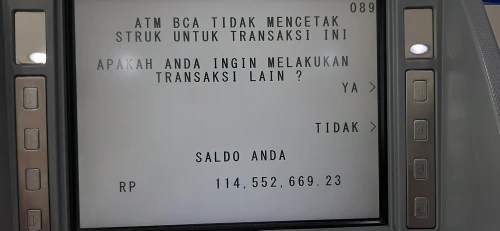 089
ATM BCA TIDAK MENCETAK
STRUK UNTUK TRANSAKSI INI
APAKAH ANDA INGIN MELAKUKAN
TRANSAKSI LAIN ?
YA >
TIDAK >
SALDO ANDA
RP 114,552,669.23